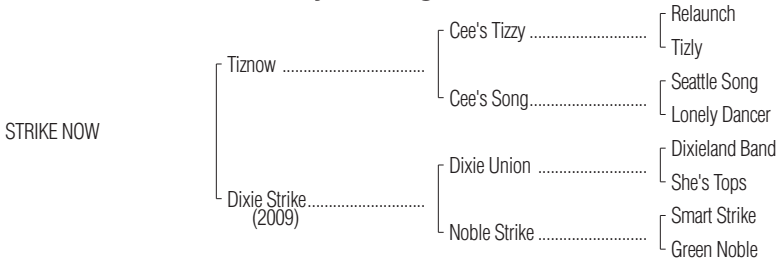 Relaunch
Cee's Tizzy ..............................
Tizly
Tiznow ....................................
Seattle Song
Cee's Song..............................
Lonely Dancer
STRIKE NOW
Dixieland Band
Dixie Union ............................
She's Tops
Dixie Strike..............................
(2009)
Smart Strike
Noble Strike ............................
Green Noble